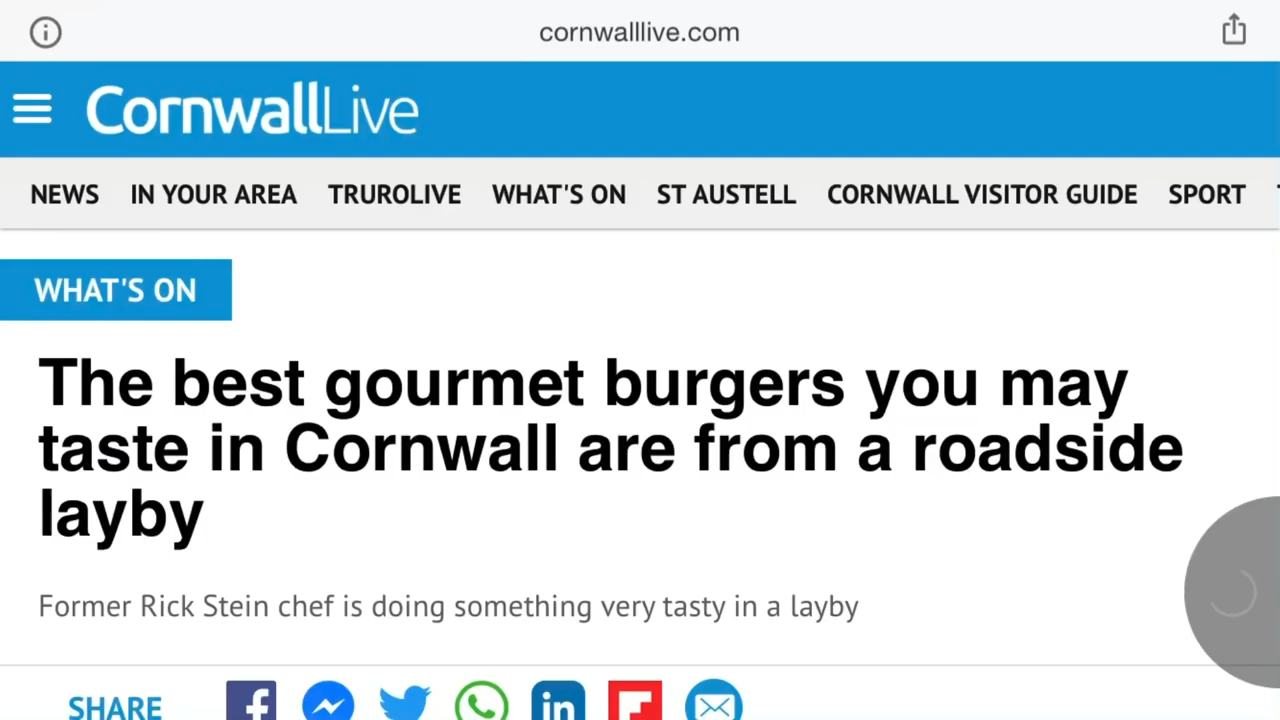 cornwalllive.com
CornwallLive
NEWS IN YOUR AREA TRUROLIVE WHAT'S ON ST AUSTELL CORNWALL VISITOR GUIDE SPORT
WHAT'S ON
The best gourmet burgers you may
taste in Cornwall are from a roadside
layby
Former Rick Stein chef is doing something very tasty in a layby
SHARE